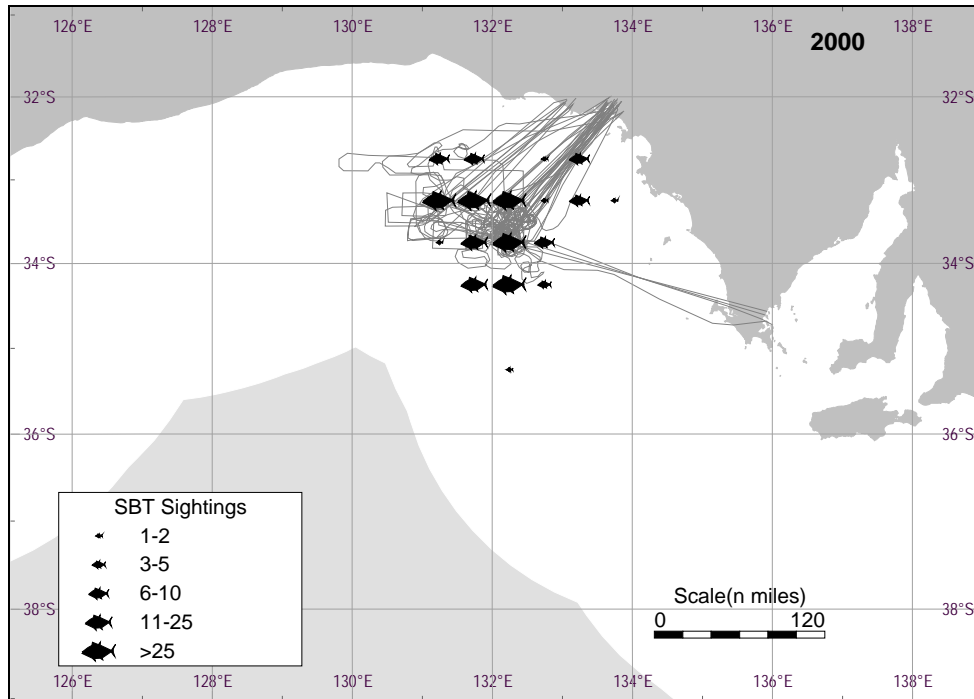 126°E 128°E 130°E 132°E 134°E 136°E 138°E
2000
32°S 32°S
34°S 34°S
36°S 36°S
SBT Sightings
1-2
3-5
6-10
11-25
>25
Scale(n miles)
0 120
38°S 38°S
126°E 128°E 130°E 132°E 134°E 136°E 138°E